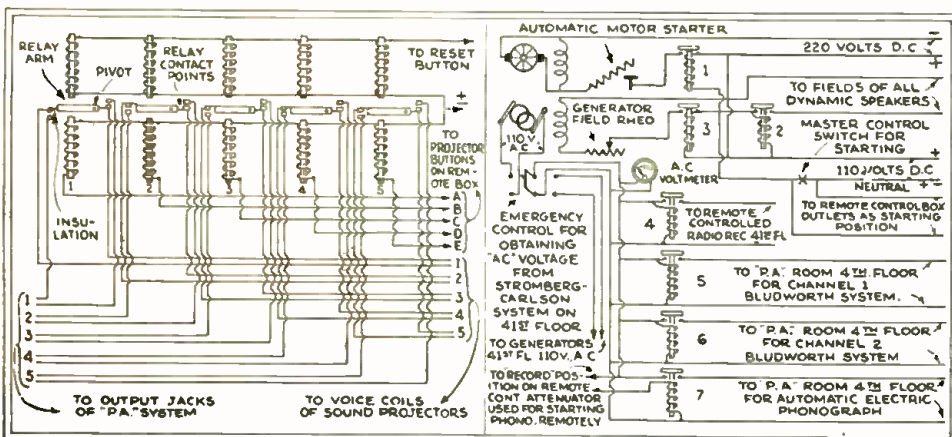 RELAY
ARM
PIVOT
RELAY
CONTACT
POINTS
TO RESET
BUTTON
TO
PROJECTOR
BUTTONS
ON REM-
OTE BOX
1
2
3
4
5
INSU-
LATION
A
B
C
D
E
1
2
3
4
5
1
2
3
4
5
TO OUTPUT JACKS
OF "P.A." SYSTEM
TO VOICE COILS
OF SOUND PROJECTORS
AUTOMATIC MOTOR STARTER
220 VOLTS D.C
1
TO FIELDS OF ALL
DYNAMIC SPEAKERS
GENERATOR
FIELD RHEO
110 V.
A C
3
2
MASTER CONTROL
SWITCH FOR
STARTING
A.C
VOLTMETER
110 VOLTS D.C
NEUTRAL
TO REMOTE CONTROL BOX
OUTLETS AS STARTING
POSITION
4
TO REMOTE
CONTROLLED
RADIO REC 41ST FL
EMERGENCY
CONTROL FOR
OBTAINING
"AC" VOLTAGE
FROM
STROMBERG-
CARLSON
SYSTEM ON
41ST FLOOR
5
TO "P.A." ROOM 4TH FLOOR
FOR CHANNEL 1
BLUDWORTH SYSTEM.
6
TO "P.A." ROOM 4TH FLOOR
FOR CHANNEL 2
BLUDWORTH SYSTEM
TO GENERATORS
41ST FL 110V. A C
TO RECORD POS-
ITION ON REMOTE
CONT ATTENUATOR
USED FOR STARTING
PHONO. REMOTELY
7
TO "P.A" ROOM 4TH FLOOR
FOR AUTOMATIC ELECTRIC
PHONOGRAPH